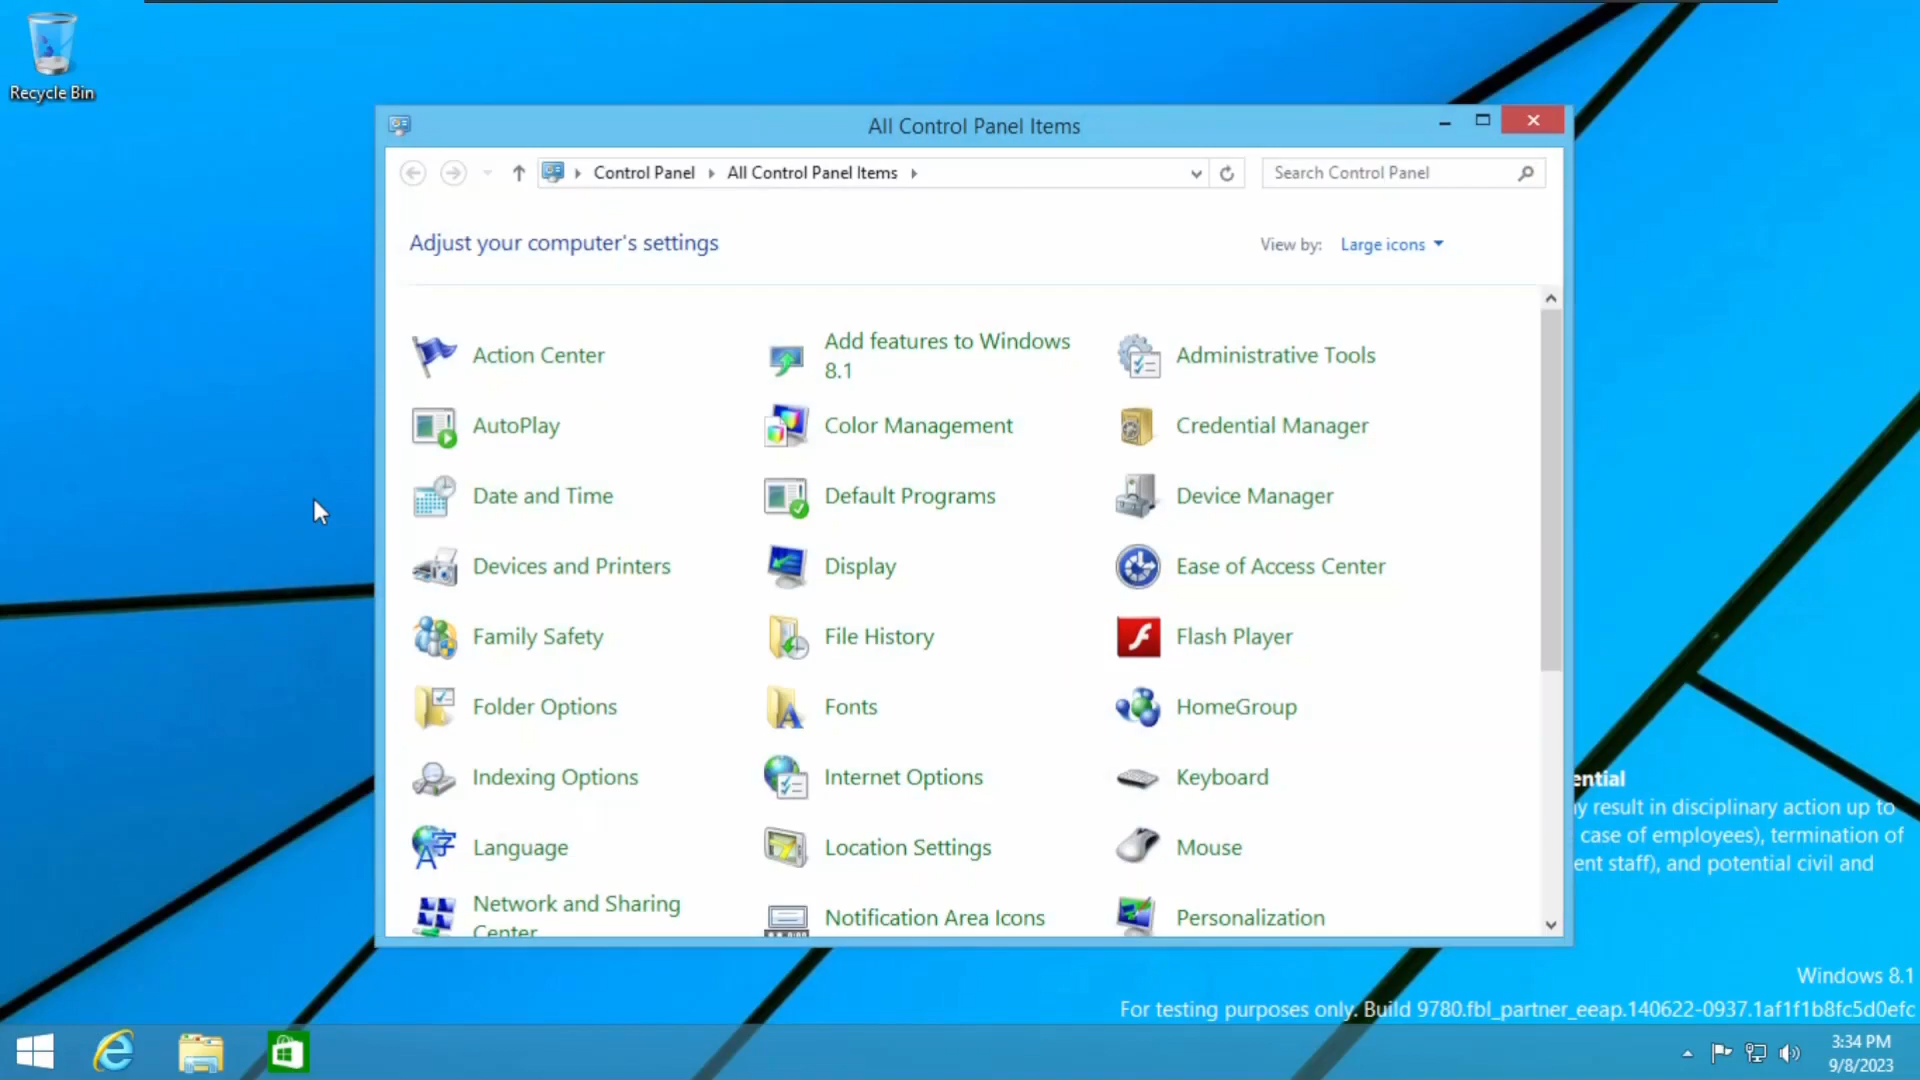 Recycle Bin
All Control Panel Items
Control Panel All Control Panel Items
Search Control Panel
Adjust your computer's settings
View by: Large icons
Action Center
Add features to Windows
8.1
Administrative Tools
AutoPlay
Color Management
Credential Manager
Date and Time
Default Programs
Device Manager
Devices and Printers
Display
Ease of Access Center
Family Safety
File History
Flash Player
Folder Options
Fonts
HomeGroup
Indexing Options
Internet Options
Keyboard
Language
Location Settings
Mouse
Network and Sharing
Center
Notification Area Icons
Personalization
ential
y result in disciplinary action up to
case of employees), termination of
ent staff), and potential civil and
Windows 8.1
For testing purposes only. Build 9780.fbl_partner_eeap.140622-0937.1af1f1b8fc5d0efc
3:34 PM
9/8/2023